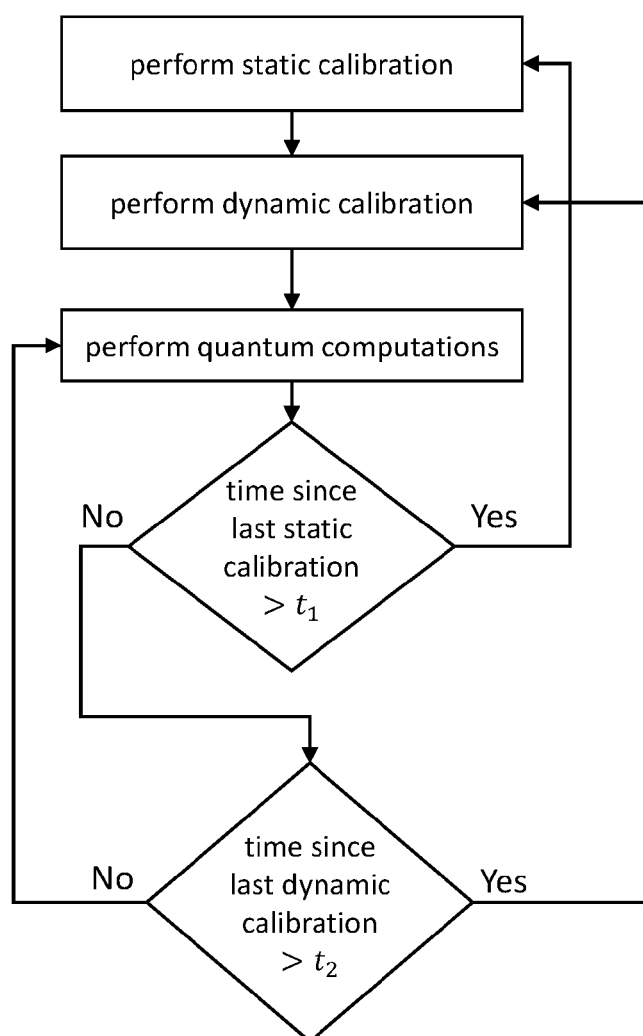 perform static calibration
perform dynamic calibration
perform quantum computations
time since
last static
calibration
> t₁
No
Yes
time since
last dynamic
calibration
> t₂
No
Yes